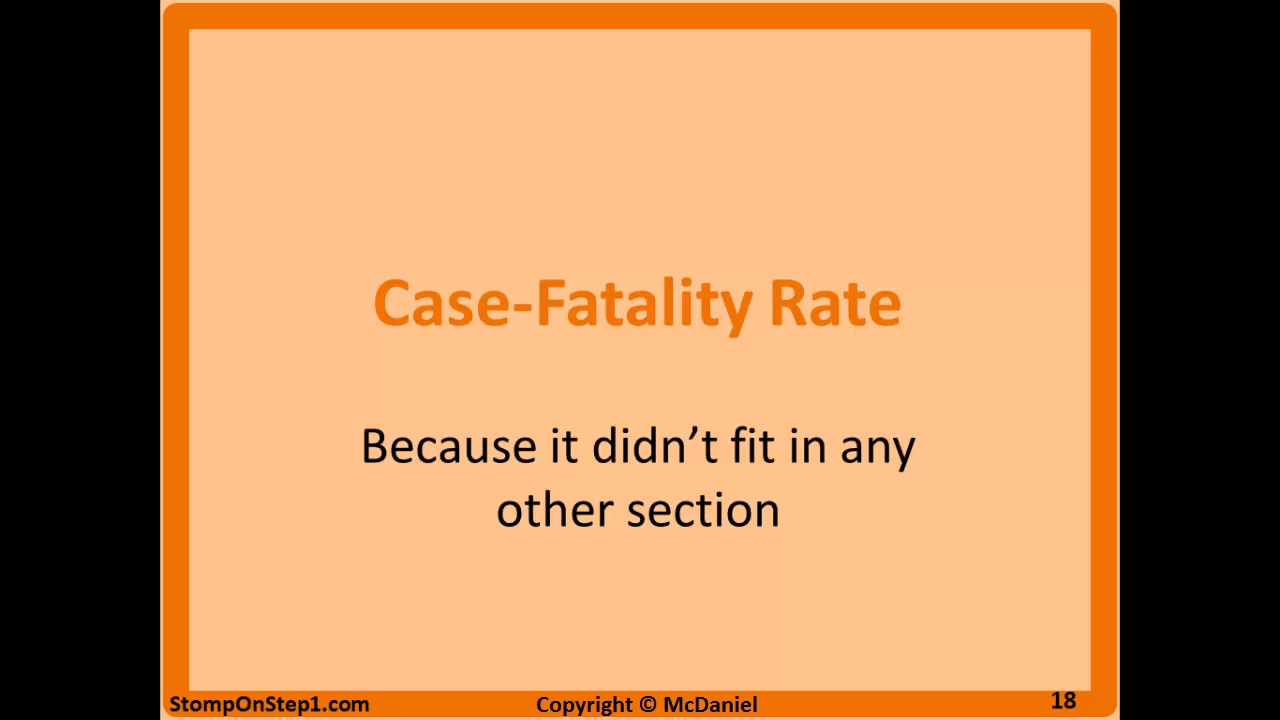 Case-Fatality Rate
Because it didn’t fit in any
other section
StompOnStep1.com
Copyright © McDaniel
18